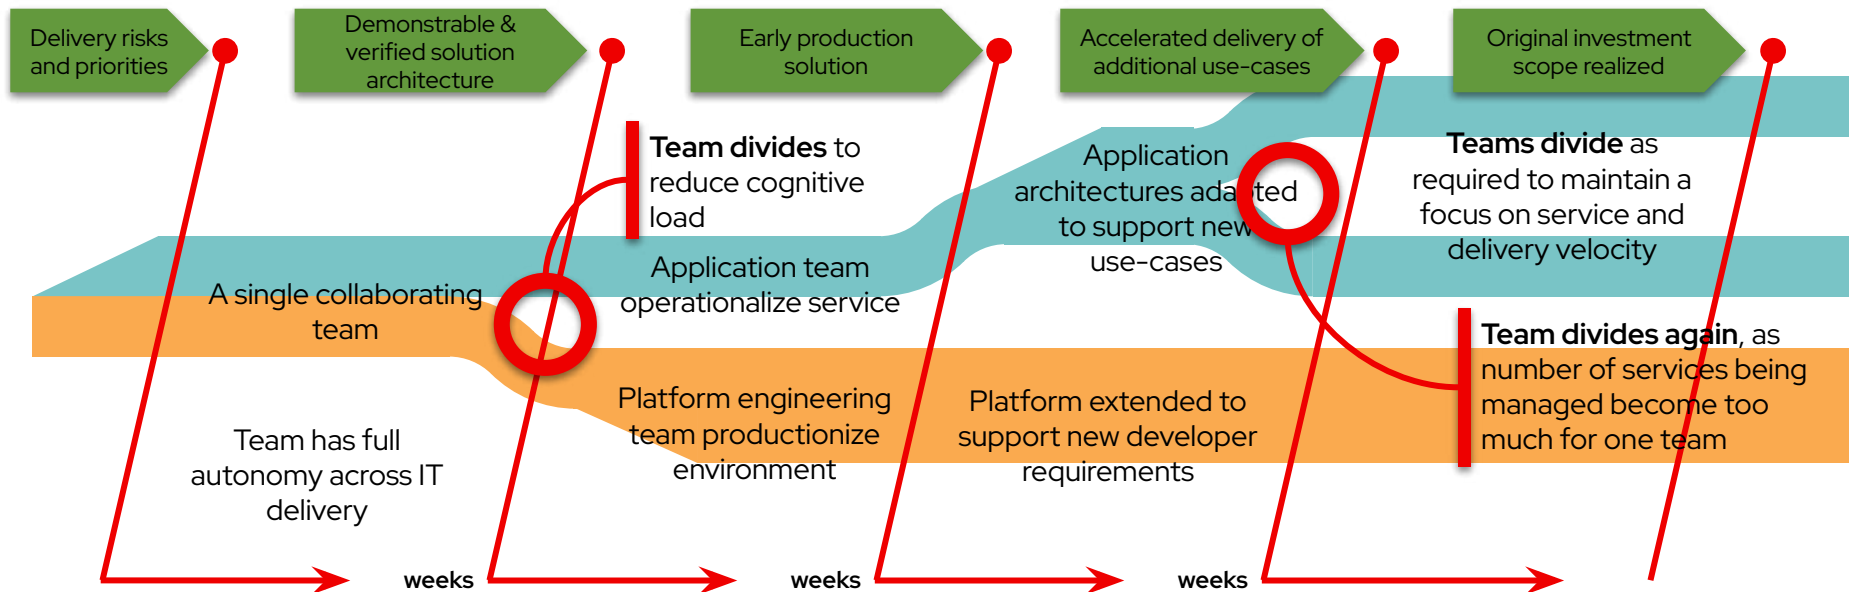 Delivery risks
and priorities
Demonstrable &
verified solution
architecture
Early production
solution
Accelerated delivery of
additional use-cases
Original investment
scope realized
Team divides to
reduce cognitive
load
Application
architectures adapted
to support new
use-cases
Teams divide as
required to maintain a
focus on service and
delivery velocity
A single collaborating
team
Application team
operationalize service
Team divides again, as
number of services being
managed become too
much for one team
Team has full
autonomy across IT
delivery
Platform engineering
team productionize
environment
Platform extended to
support new developer
requirements
weeks
weeks
weeks